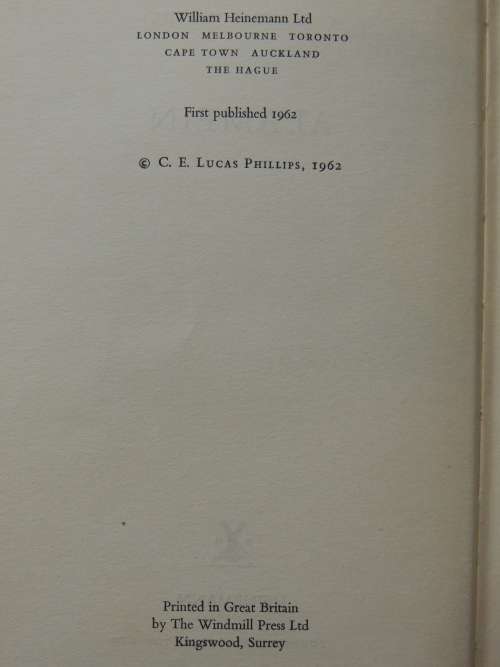 William Heinemann Ltd
LONDON MELBOURNE TORONTO
CAPE TOWN AUCKLAND
THE HAGUE
First published 1962
© C. E. LUCAS PHILLIPS, 1962
Printed in Great Britain
by The Windmill Press Ltd
Kingswood, Surrey